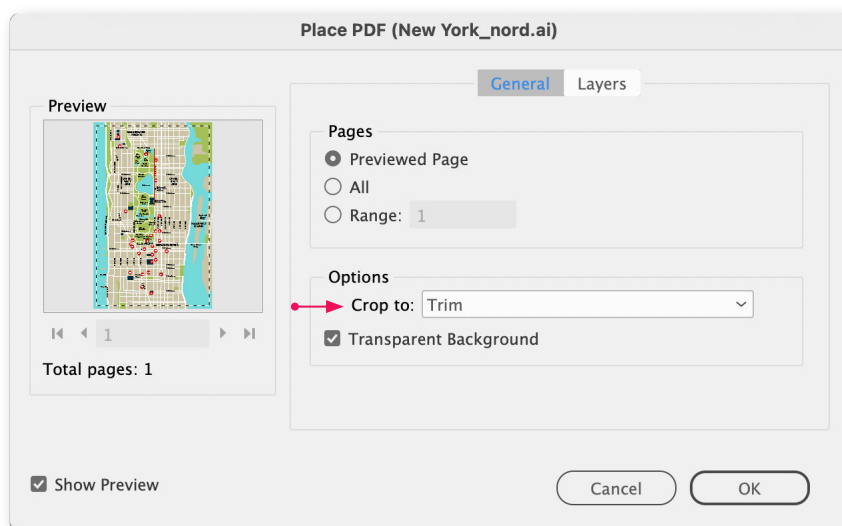 Place PDF (New York_nord.ai)
General Layers
Preview
Pages
Previewed Page
All
Range: 1
Options
Crop to: Trim
Transparent Background
1
Total pages: 1
Show Preview
Cancel OK